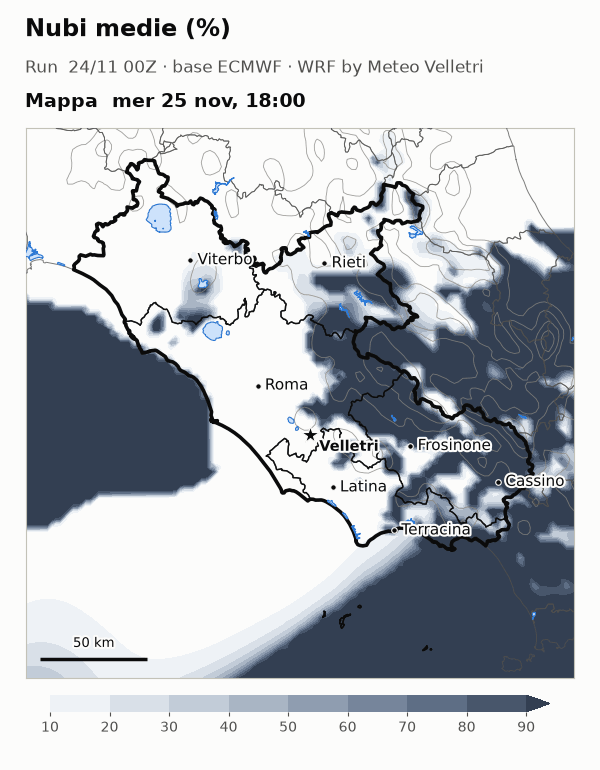 Nubi medie (%)
Run  24/11 00Z · base ECMWF · WRF by Meteo Velletri
Mappa  mer 25 nov, 18:00
Viterbo
Rieti
Roma
Velletri
Frosinone
Cassino
Latina
Terracina
50 km
10 20 30 40 50 60 70 80 90